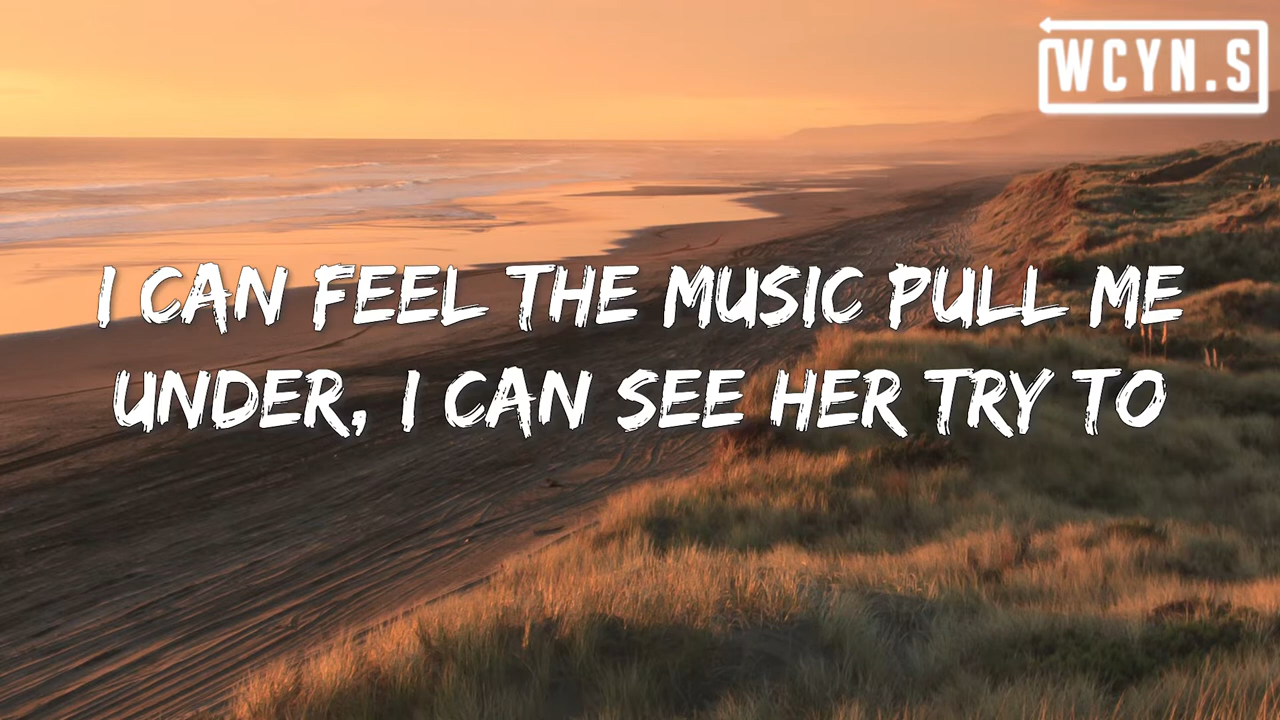 WCYN.S
I CAN FEEL THE MUSIC PULL ME
UNDER, I CAN SEE HER TRY TO